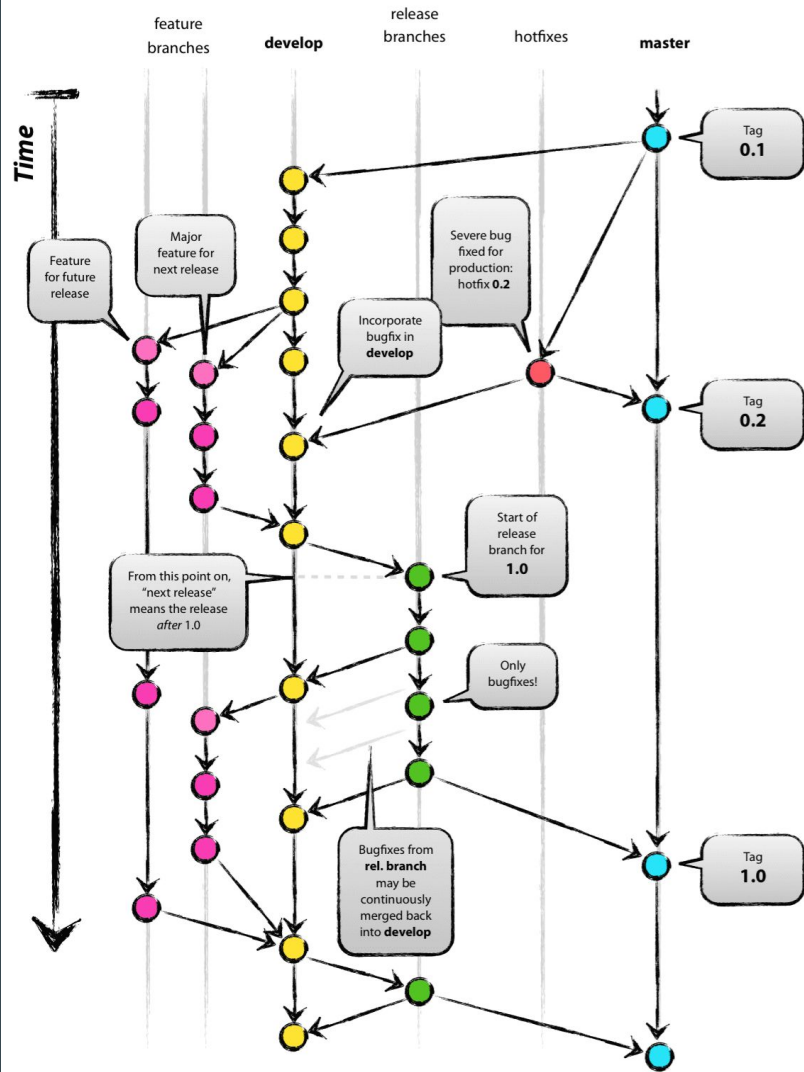 feature
branches
develop
release
branches
hotfixes
master
Time
Tag
0.1
Feature
for future
release
Major
feature for
next release
Severe bug
fixed for
production:
hotfix 0.2
Incorporate
bugfix in
develop
Tag
0.2
Start of
release
branch for
1.0
From this point on,
“next release”
means the release
after 1.0
Only
bugfixes!
Bugfixes from
rel. branch
may be
continuously
merged back
into develop
Tag
1.0